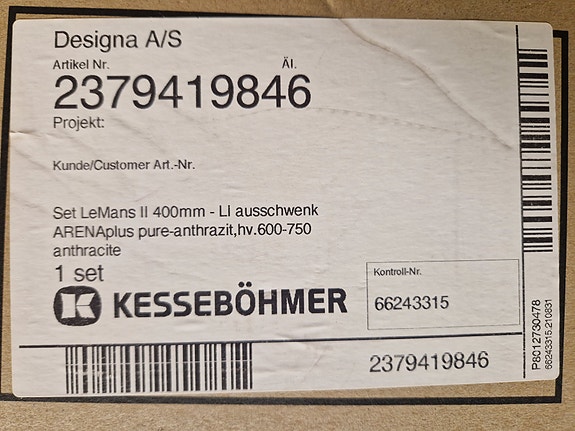 Designa A/S
Artikel Nr. Äl.
2379419846
Projekt:
Kunde/Customer Art.-Nr.
Set LeMans II 400mm - LI ausschwenk
ARENAplus pure-anthrazit,hv.600-750
anthracite
1 set
K KESSEBÖHMER
Kontroll-Nr.
66243315
2379419846
P8012730478
66243315.210831